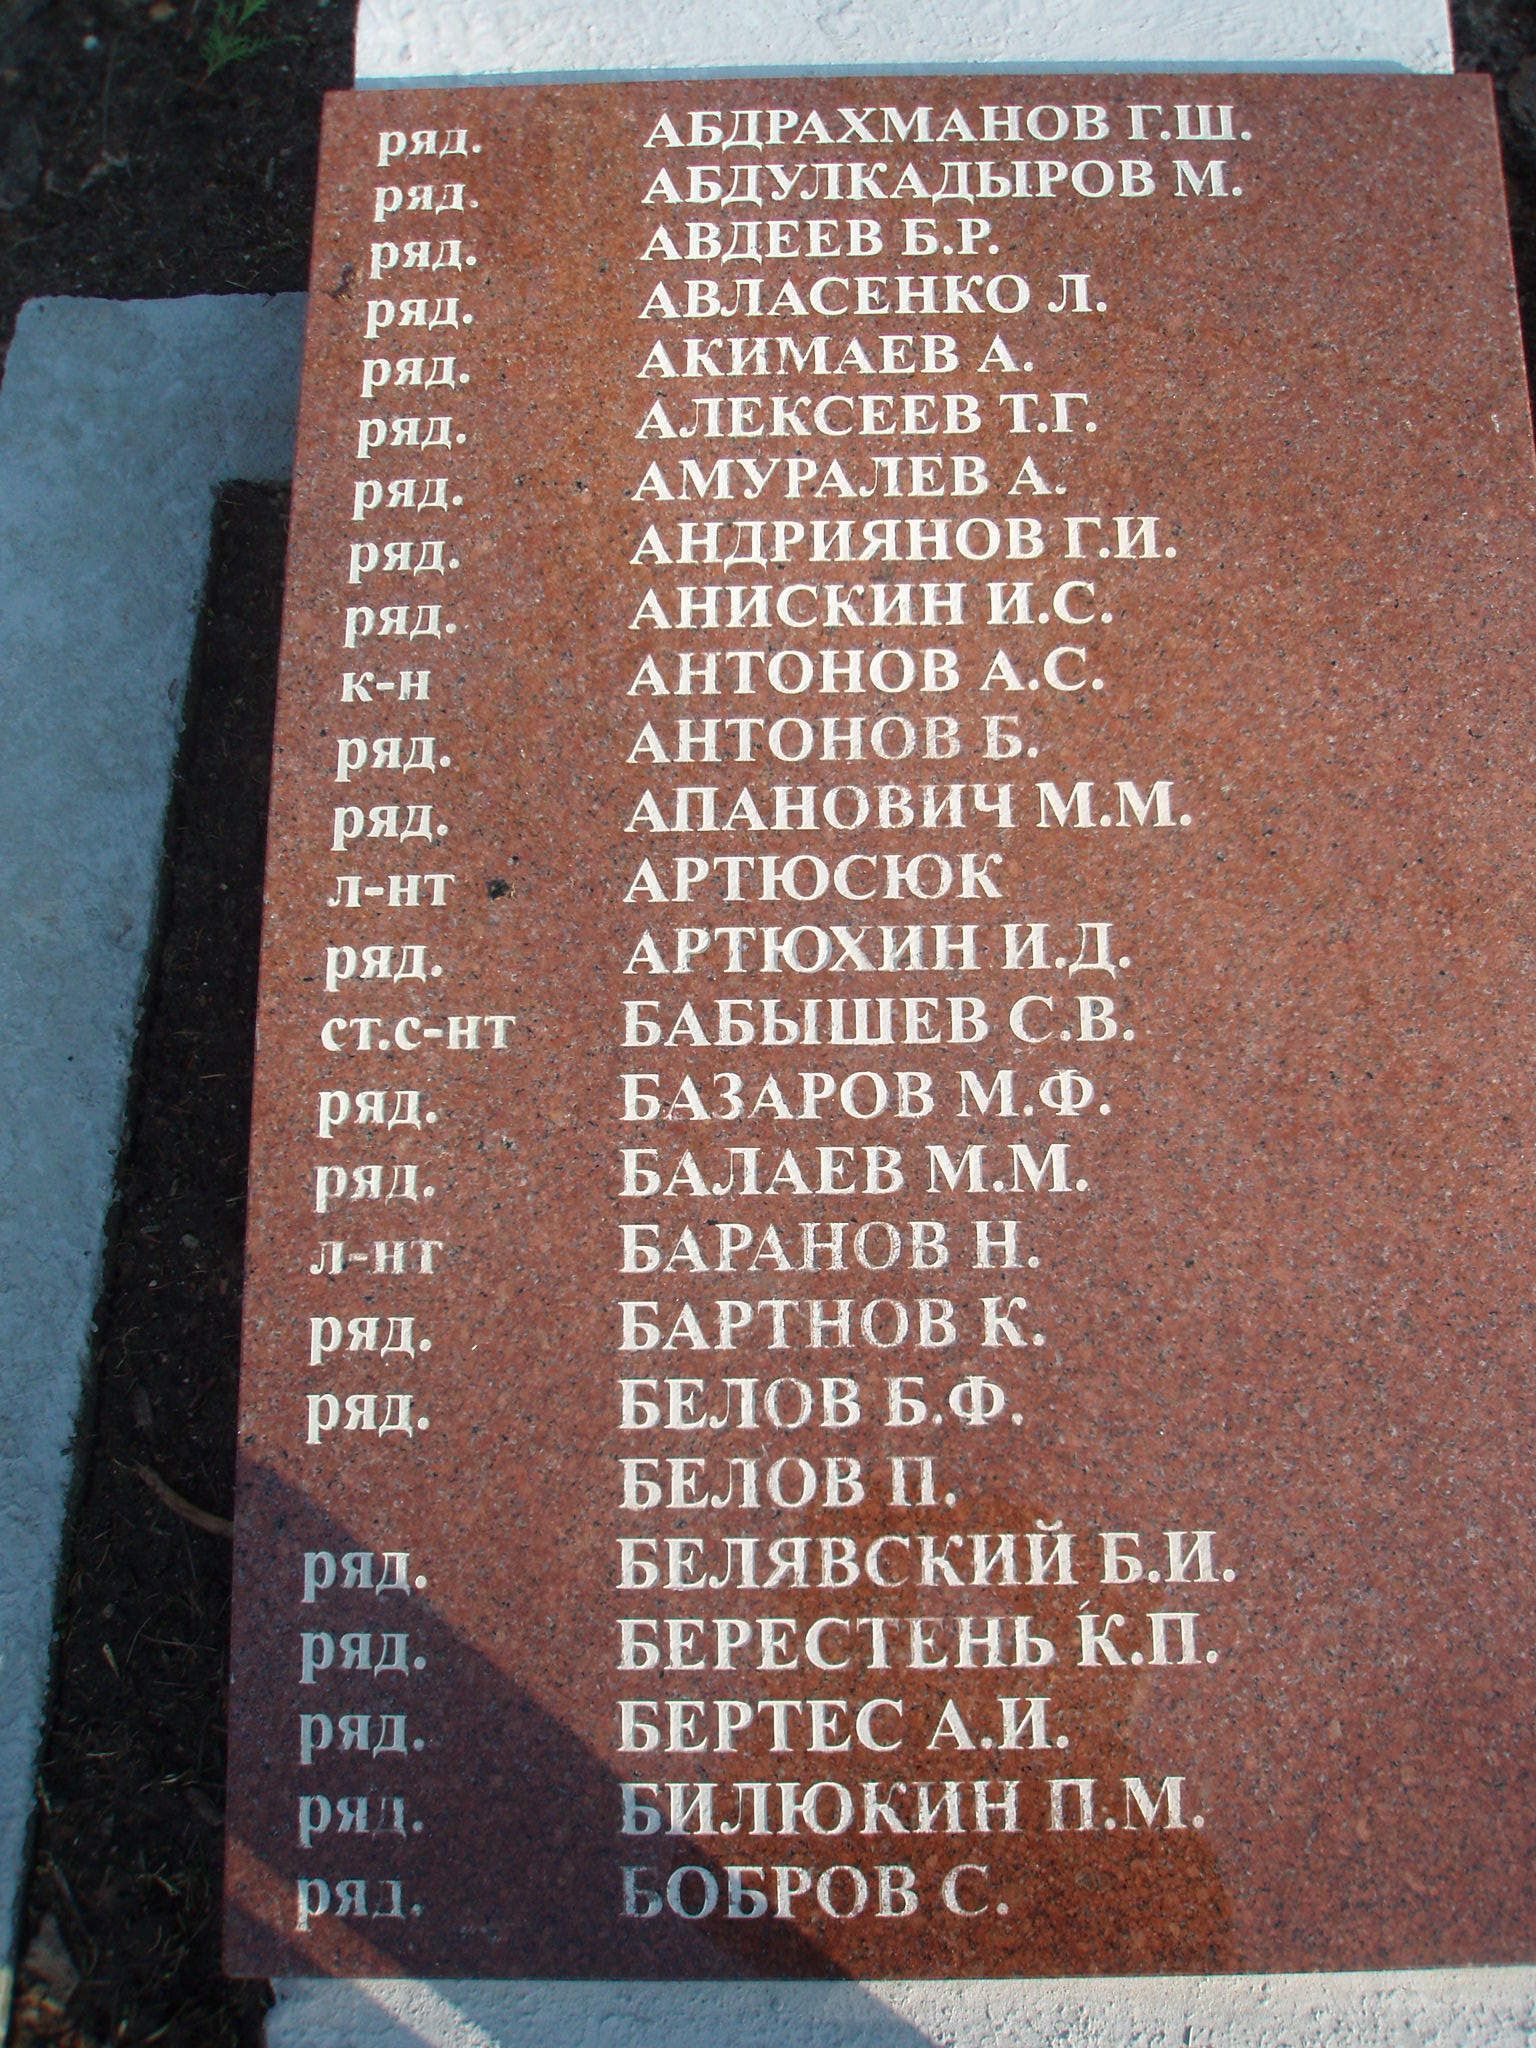 ряд. АБДРАХМАНОВ Г.Ш.
ряд. АБДУЛКАДЫРОВ М.
ряд. АВДЕЕВ Б.Р.
ряд. АВЛАСЕНКО Л.
ряд. АКИМАЕВ А.
ряд. АЛЕКСЕЕВ Т.Г.
ряд. АМУРАЛЕВ А.
ряд. АНДРИЯНОВ Г.И.
ряд. АНИСКИН И.С.
к-н АНТОНОВ А.С.
ряд. АНТОНОВ Б.
ряд. АПАНОВИЧ М.М.
л-нт АРТЮСЮК
ряд. АРТЮХИН И.Д.
ст.с-нт БАБЫШЕВ С.В.
ряд. БАЗАРОВ М.Ф.
ряд. БАЛАЕВ М.М.
л-нт БАРАНОВ Н.
ряд. БАРТНОВ К.
ряд. БЕЛОВ Б.Ф.
БЕЛОВ П.
ряд. БЕЛЯВСКИЙ Б.И.
ряд. БЕРЕСТЕНЬ К.П.
ряд. БЕРТЕС А.И.
ряд. БИЛЮКИН П.М.
ряд. БОБРОВ С.